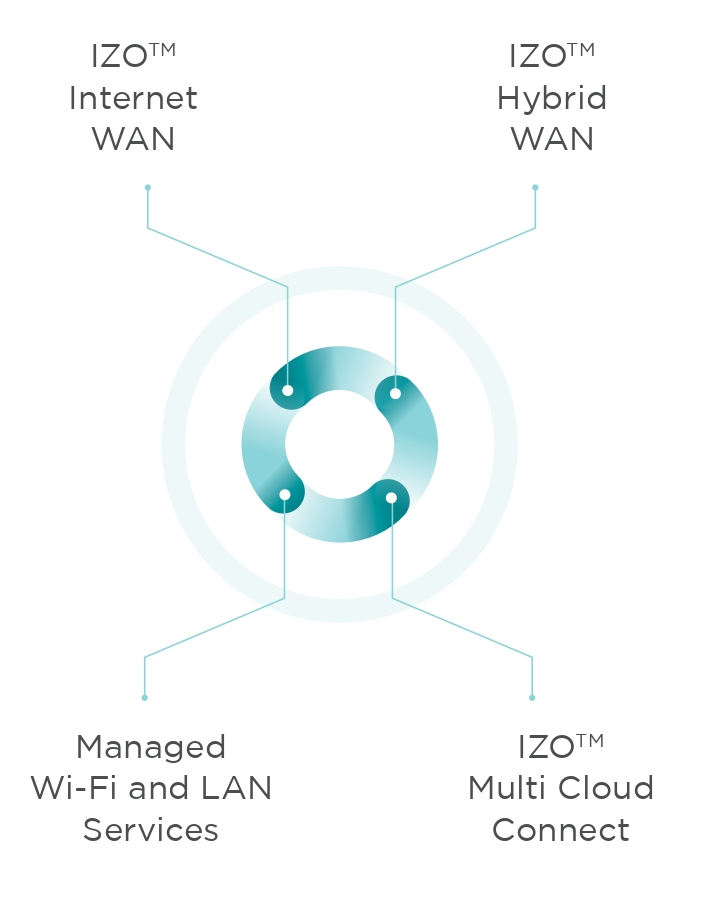 IZO™
Internet
WAN
IZO™
Hybrid
WAN
Managed
Wi-Fi and LAN
Services
IZO™
Multi Cloud
Connect